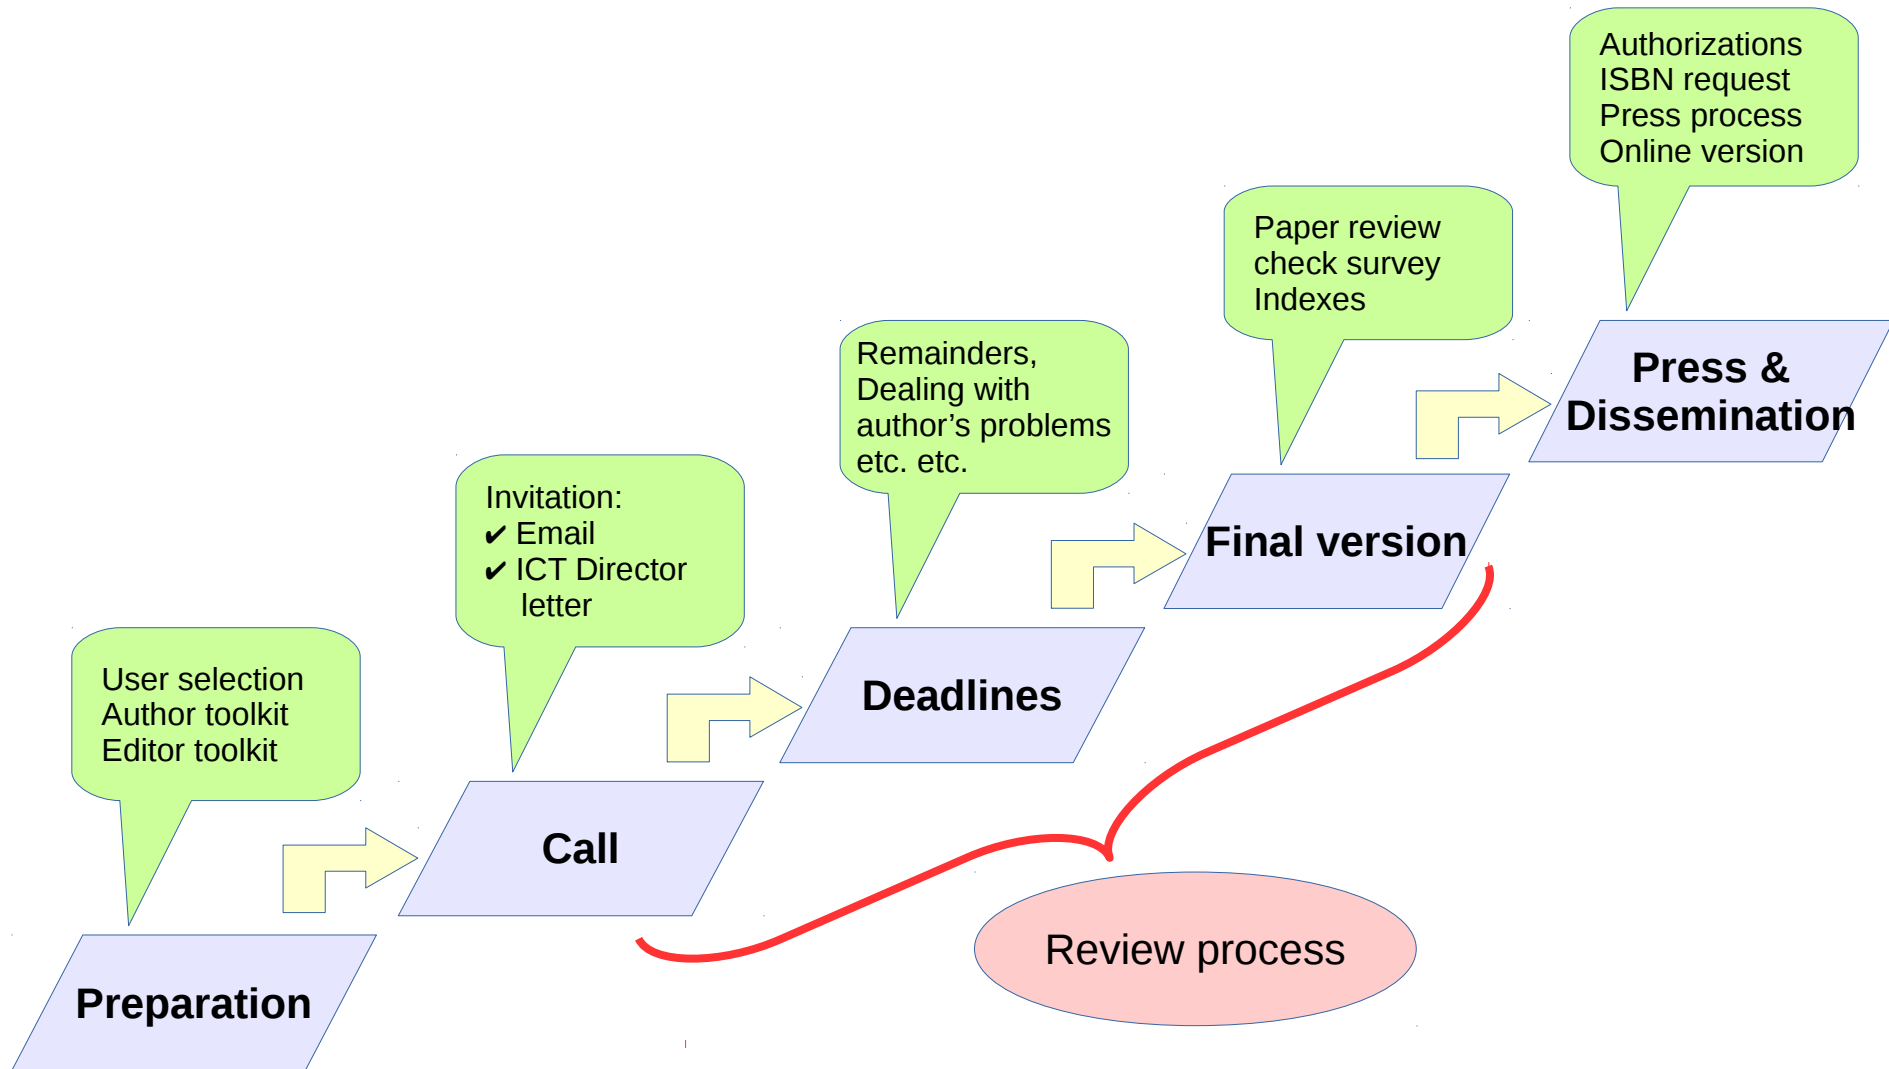 Authorizations
ISBN request
Press process
Online version
Press &
Dissemination
Paper review
check survey
Indexes
Final version
Remainders,
Dealing with
author’s problems
etc. etc.
Deadlines
Invitation:
✔ Email
✔ ICT Director
letter
Call
User selection
Author toolkit
Editor toolkit
Preparation
Review process